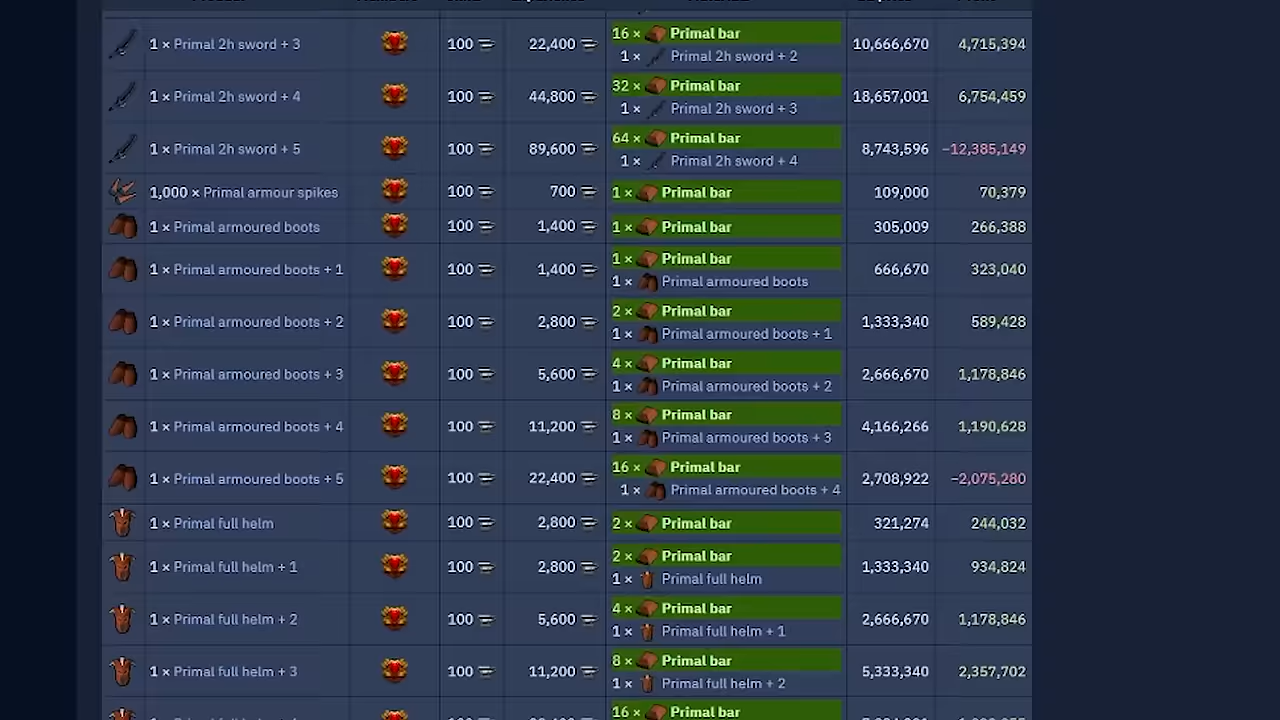 1 × Primal 2h sword + 3 100 22,400 16 × Primal bar 10,666,670 4,715,394
1 × Primal 2h sword + 2
1 × Primal 2h sword + 4 100 44,800 32 × Primal bar 18,657,001 6,754,459
1 × Primal 2h sword + 3
1 × Primal 2h sword + 5 100 89,600 64 × Primal bar 8,743,596 −12,385,149
1 × Primal 2h sword + 4
1,000 × Primal armour spikes 100 700 1 × Primal bar 109,000 70,379
1 × Primal armoured boots 100 1,400 1 × Primal bar 305,009 266,388
1 × Primal armoured boots + 1 100 1,400 1 × Primal bar 666,670 323,040
1 × Primal armoured boots
1 × Primal armoured boots + 2 100 2,800 2 × Primal bar 1,333,340 589,428
1 × Primal armoured boots + 1
1 × Primal armoured boots + 3 100 5,600 4 × Primal bar 2,666,670 1,178,846
1 × Primal armoured boots + 2
1 × Primal armoured boots + 4 100 11,200 8 × Primal bar 4,166,266 1,190,628
1 × Primal armoured boots + 3
1 × Primal armoured boots + 5 100 22,400 16 × Primal bar 2,708,922 −2,075,280
1 × Primal armoured boots + 4
1 × Primal full helm 100 2,800 2 × Primal bar 321,274 244,032
1 × Primal full helm + 1 100 2,800 2 × Primal bar 1,333,340 934,824
1 × Primal full helm
1 × Primal full helm + 2 100 5,600 4 × Primal bar 2,666,670 1,178,846
1 × Primal full helm + 1
1 × Primal full helm + 3 100 11,200 8 × Primal bar 5,333,340 2,357,702
1 × Primal full helm + 2
16 × Primal bar